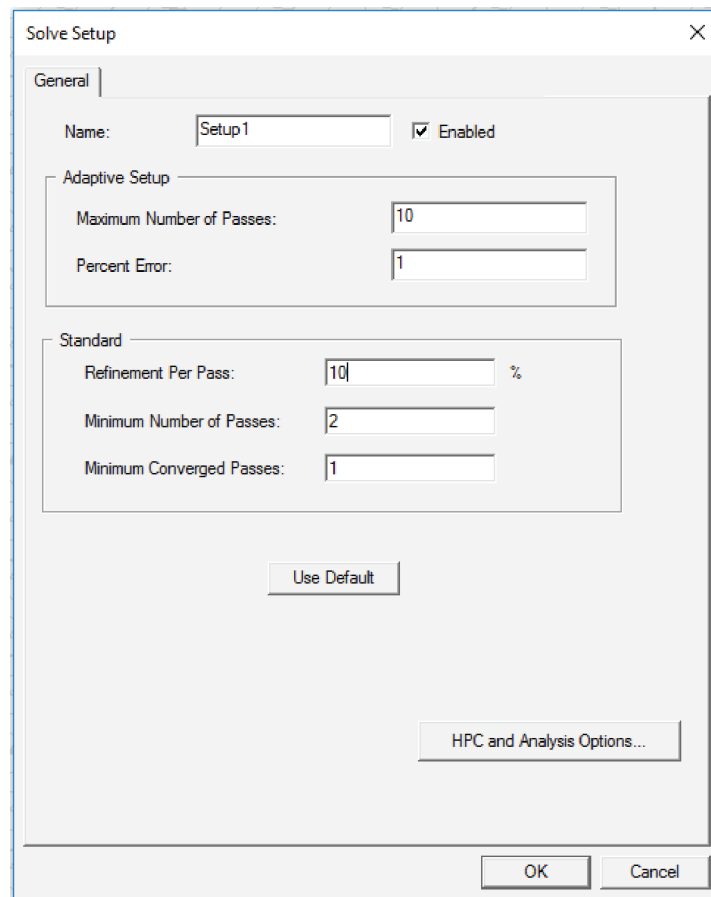 Solve Setup
General
Name: Setup1 Enabled
Adaptive Setup
Maximum Number of Passes: 10
Percent Error: 1
Standard
Refinement Per Pass: 10 %
Minimum Number of Passes: 2
Minimum Converged Passes: 1
Use Default
HPC and Analysis Options...
OK Cancel